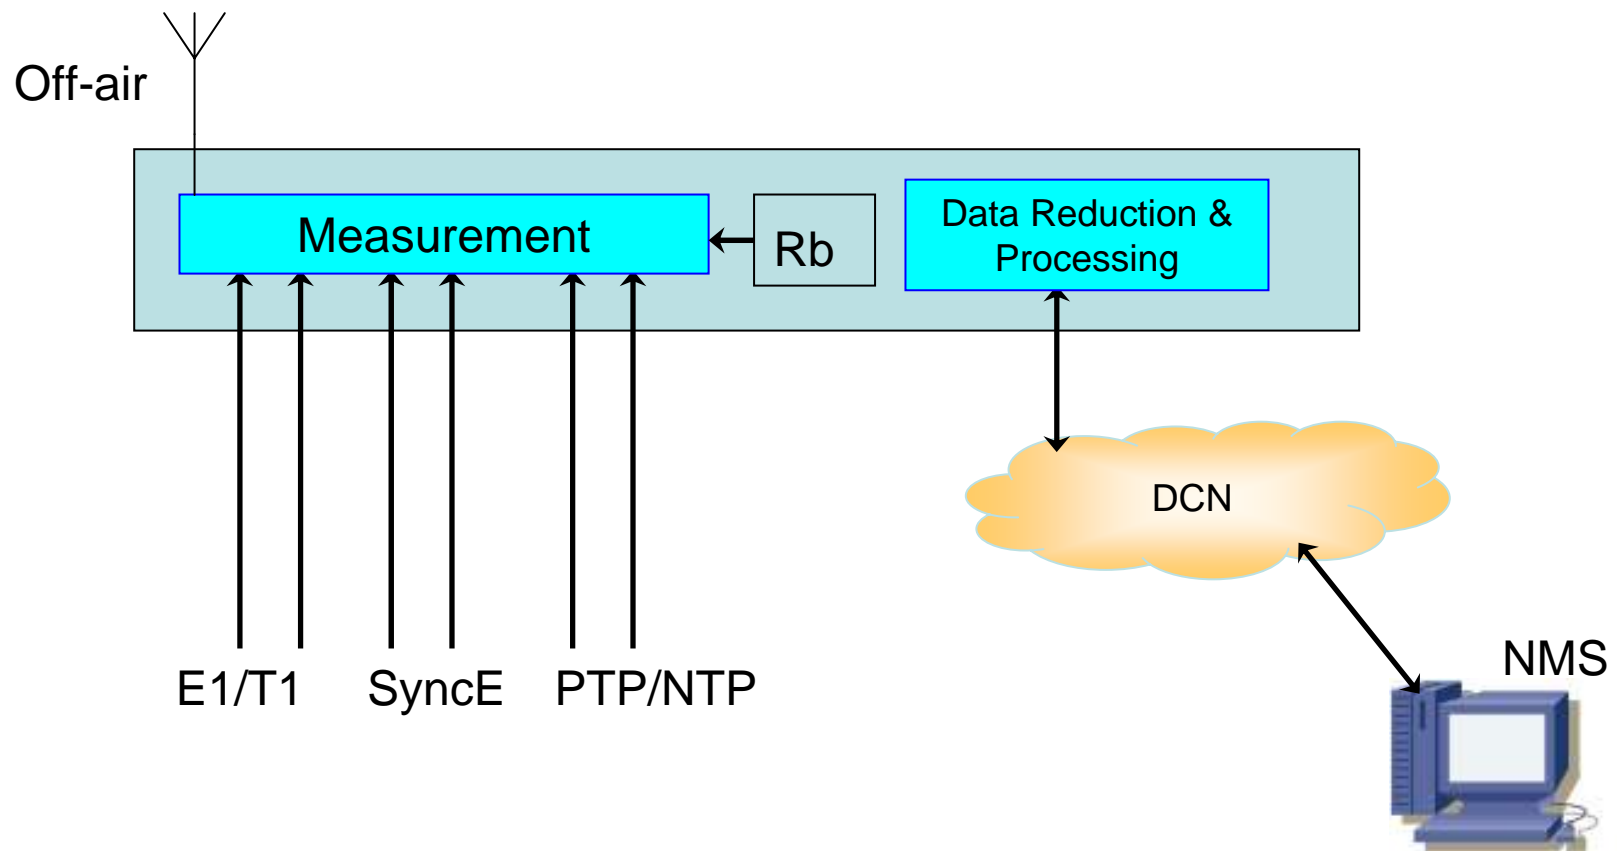 Off-air
Measurement
Rb
Data Reduction &
Processing
DCN
E1/T1
SyncE
PTP/NTP
NMS